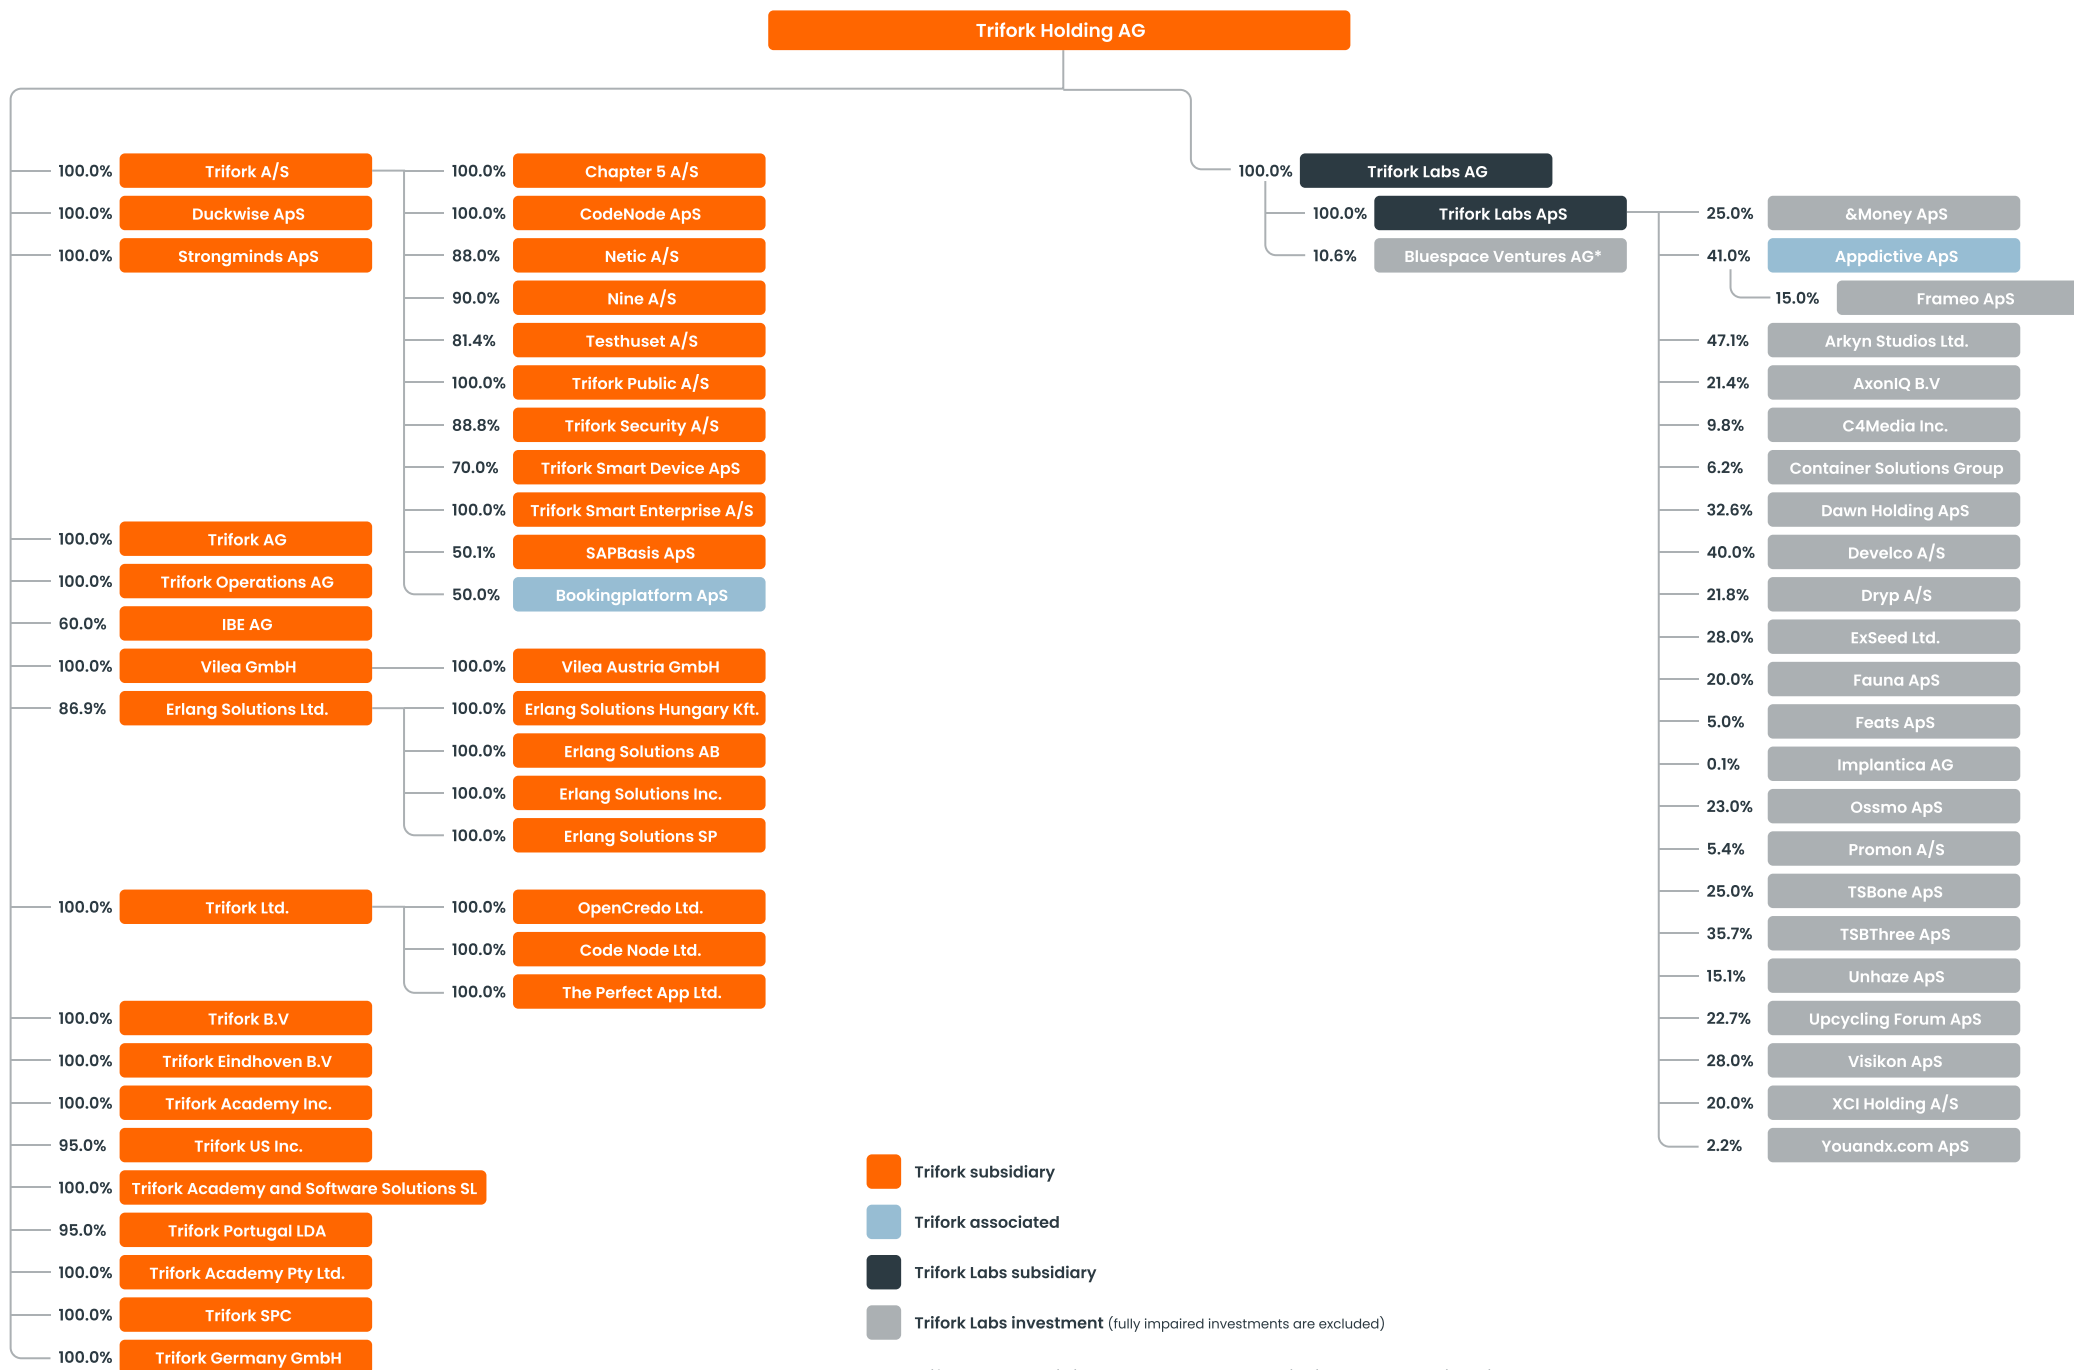 Trifork Holding AG
100.0% Trifork A/S
100.0% Duckwise ApS
100.0% Strongminds ApS
100.0% Chapter 5 A/S
100.0% CodeNode ApS
88.0% Netic A/S
90.0% Nine A/S
81.4% Testhuset A/S
100.0% Trifork Public A/S
88.8% Trifork Security A/S
70.0% Trifork Smart Device ApS
100.0% Trifork Smart Enterprise A/S
50.1% SAPBasis ApS
50.0% Bookingplatform ApS
100.0% Trifork AG
100.0% Trifork Operations AG
60.0% IBE AG
100.0% Vilea GmbH
100.0% Vilea Austria GmbH
86.9% Erlang Solutions Ltd.
100.0% Erlang Solutions Hungary Kft.
100.0% Erlang Solutions AB
100.0% Erlang Solutions Inc.
100.0% Erlang Solutions SP
100.0% Trifork Ltd.
100.0% OpenCredo Ltd.
100.0% Code Node Ltd.
100.0% The Perfect App Ltd.
100.0% Trifork B.V
100.0% Trifork Eindhoven B.V
100.0% Trifork Academy Inc.
95.0% Trifork US Inc.
100.0% Trifork Academy and Software Solutions SL
95.0% Trifork Portugal LDA
100.0% Trifork Academy Pty Ltd.
100.0% Trifork SPC
100.0% Trifork Germany GmbH
100.0% Trifork Labs AG
100.0% Trifork Labs ApS
10.6% Bluespace Ventures AG*
25.0% &Money ApS
41.0% Appdictive ApS
15.0% Frameo ApS
47.1% Arkyn Studios Ltd.
21.4% AxonIQ B.V
9.8% C4Media Inc.
6.2% Container Solutions Group
32.6% Dawn Holding ApS
40.0% Develco A/S
21.8% Dryp A/S
28.0% ExSeed Ltd.
20.0% Fauna ApS
5.0% Feats ApS
0.1% Implantica AG
23.0% Ossmo ApS
5.4% Promon A/S
25.0% TSBone ApS
35.7% TSBThree ApS
15.1% Unhaze ApS
22.7% Upcycling Forum ApS
28.0% Visikon ApS
20.0% XCI Holding A/S
2.2% Youandx.com ApS
Trifork subsidiary
Trifork associated
Trifork Labs subsidiary
Trifork Labs investment (fully impaired investments are excluded)